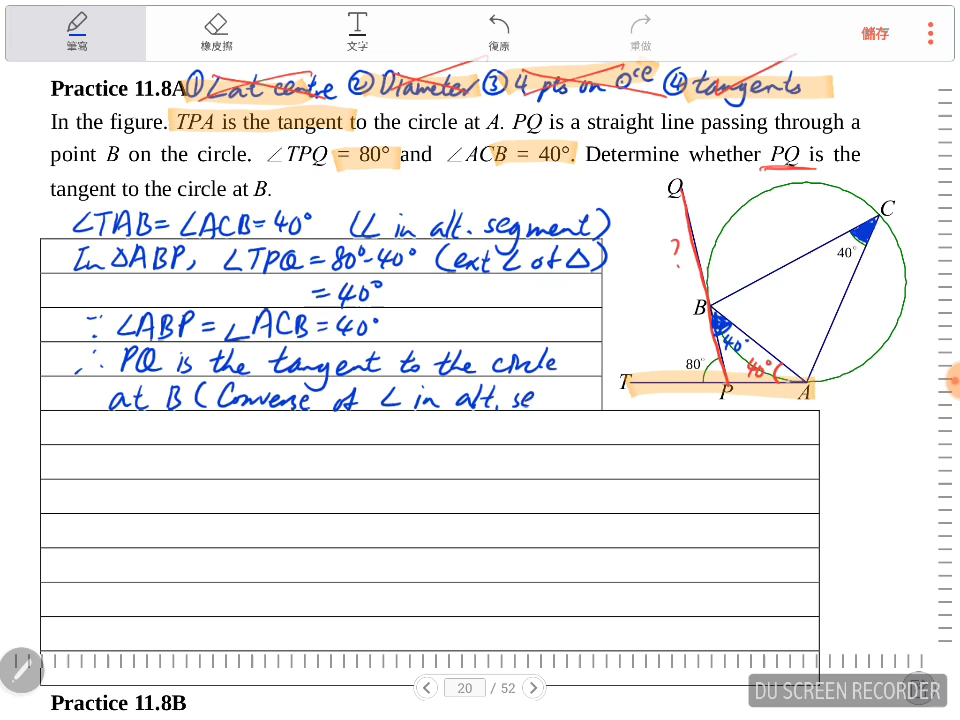 筆寫 橡皮擦 文字 復原 重做 儲存
Practice 11.8A ① ∠ at centre ② Diameter ③ 4 pts on ⊙ce ④ tangents
In the figure. TPA is the tangent to the circle at A. PQ is a straight line passing through a
point B on the circle. ∠TPQ = 80° and ∠ACB = 40°. Determine whether PQ is the
tangent to the circle at B.
∠TAB = ∠ACB = 40° (∠ in alt. segment)
In ΔABP, ∠TPQ = 80° - 40° (ext ∠ of Δ)
= 40°
∵ ∠ABP = ∠ACB = 40°
∴ PQ is the tangent to the circle
at B (Converse of ∠ in alt. se
Q
C
?
40°
B
40°
80°
40°
T
P
A
20 / 52
DU SCREEN RECORDER
Practice 11.8B